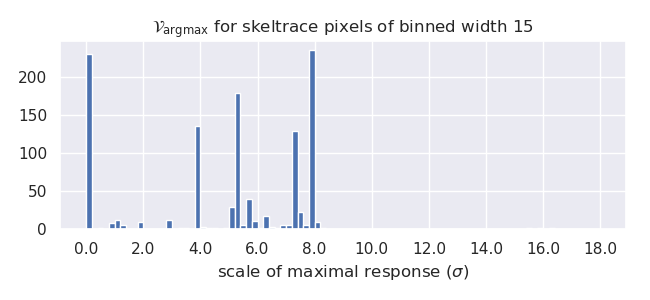 𝒱argmax for skeltrace pixels of binned width 15
200
150
100
50
0
0.0 2.0 4.0 6.0 8.0 10.0 12.0 14.0 16.0 18.0
scale of maximal response (σ)